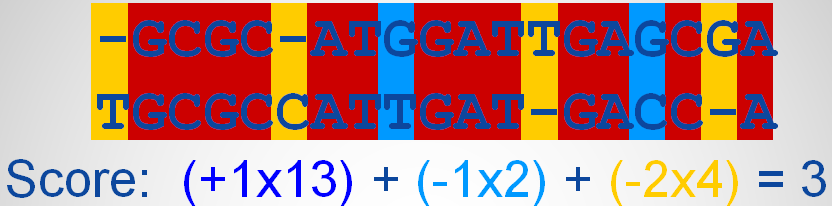 -GCGC-ATGGATTGAGCGA
TGCGCCATTGAT-GACC-A
Score: (+1x13) + (-1x2) + (-2x4) = 3